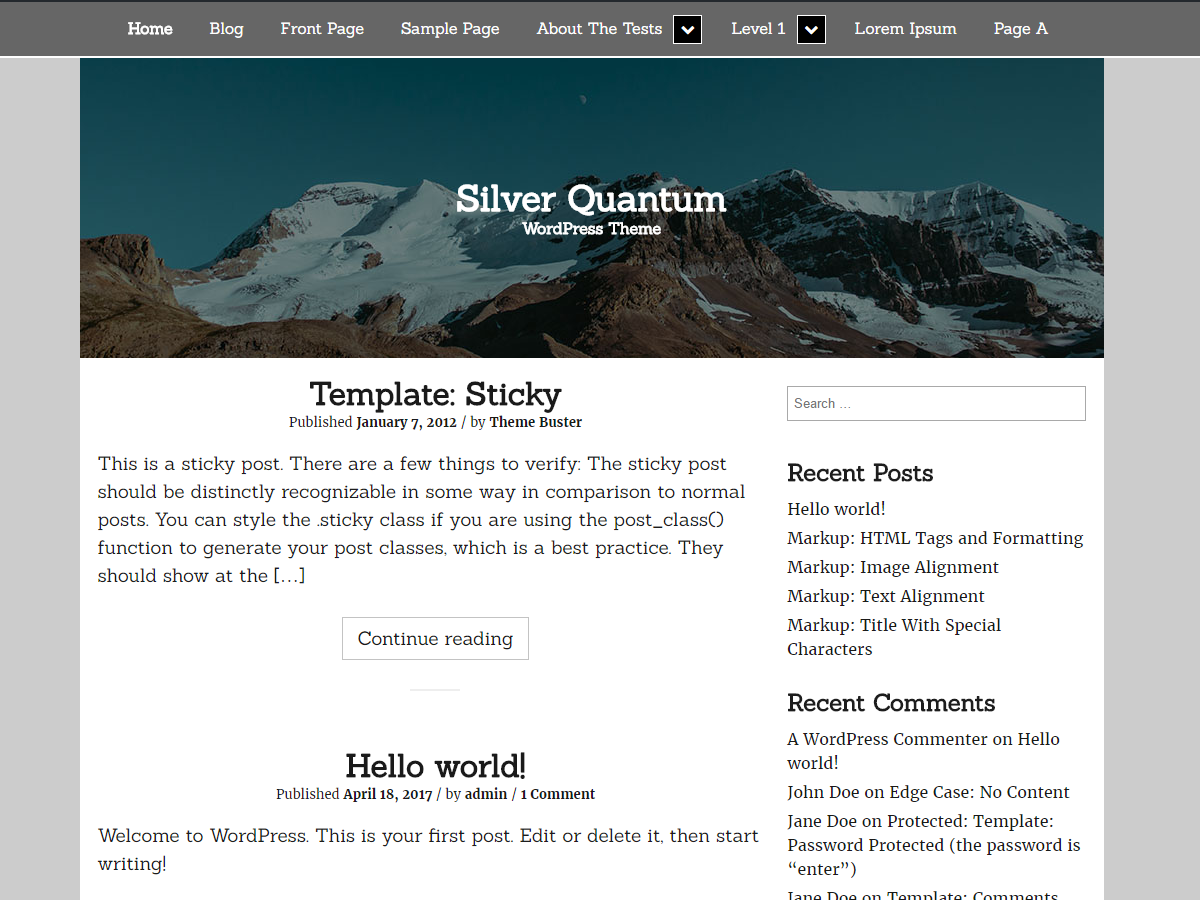 Home Blog Front Page Sample Page About The Tests Level 1 Lorem Ipsum Page A
Silver Quantum
WordPress Theme
Template: Sticky
Published January 7, 2012 / by Theme Buster
This is a sticky post. There are a few things to verify: The sticky post
should be distinctly recognizable in some way in comparison to normal
posts. You can style the .sticky class if you are using the post_class()
function to generate your post classes, which is a best practice. They
should show at the […]
Continue reading
Hello world!
Published April 18, 2017 / by admin / 1 Comment
Welcome to WordPress. This is your first post. Edit or delete it, then start
writing!
Search …
Recent Posts
Hello world!
Markup: HTML Tags and Formatting
Markup: Image Alignment
Markup: Text Alignment
Markup: Title With Special
Characters
Recent Comments
A WordPress Commenter on Hello
world!
John Doe on Edge Case: No Content
Jane Doe on Protected: Template:
Password Protected (the password is
“enter”)
Jane Doe on Template: Comments